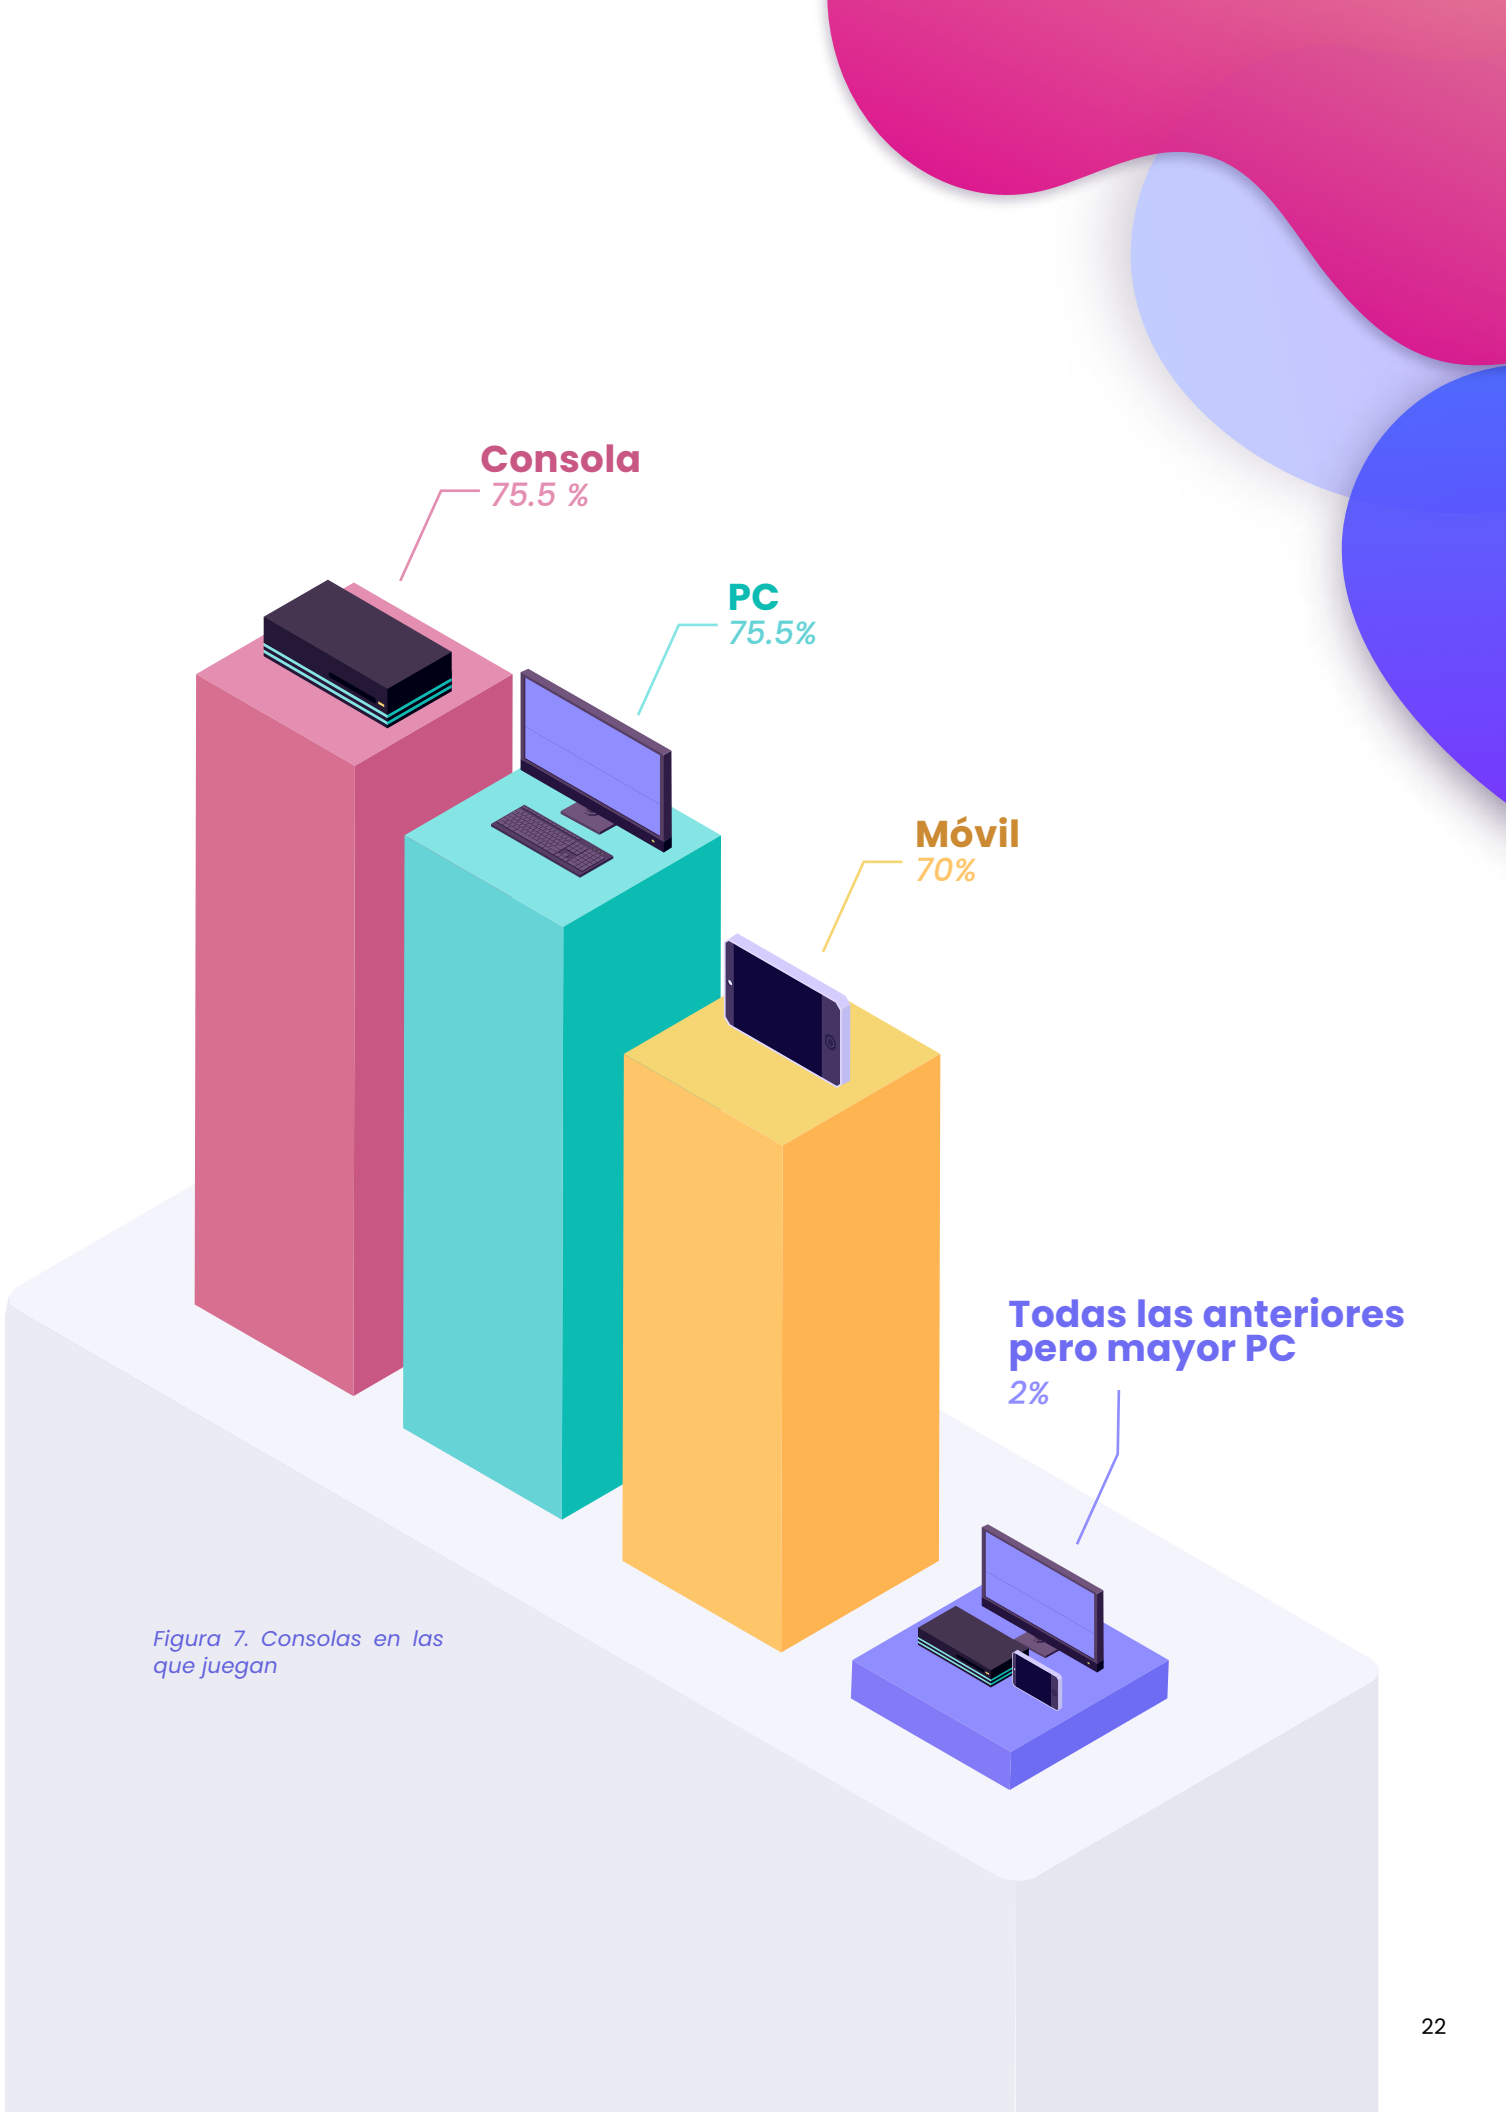 Consola
75.5 %
PC
75.5%
Móvil
70%
Todas las anteriores
pero mayor PC
2%
Figura 7. Consolas en las
que juegan
22